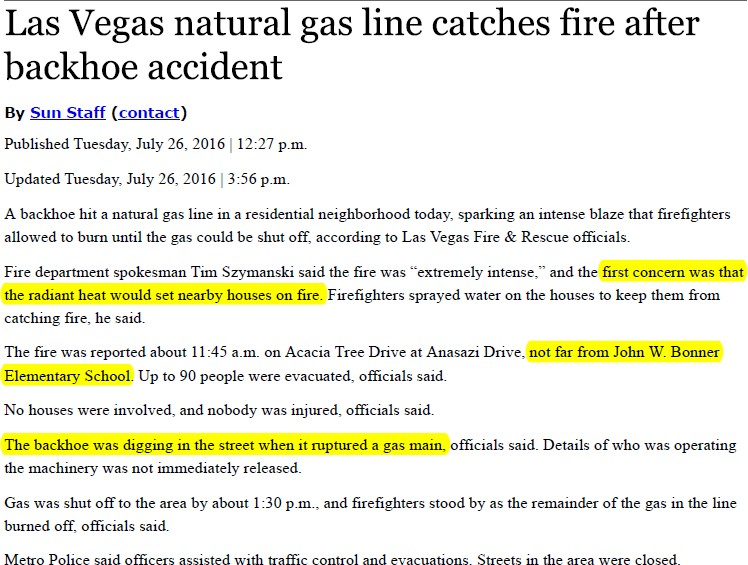 Las Vegas natural gas line catches fire after
backhoe accident
By Sun Staff (contact)
Published Tuesday, July 26, 2016 | 12:27 p.m.
Updated Tuesday, July 26, 2016 | 3:56 p.m.
A backhoe hit a natural gas line in a residential neighborhood today, sparking an intense blaze that firefighters
allowed to burn until the gas could be shut off, according to Las Vegas Fire & Rescue officials.
Fire department spokesman Tim Szymanski said the fire was “extremely intense,” and the first concern was that
the radiant heat would set nearby houses on fire. Firefighters sprayed water on the houses to keep them from
catching fire, he said.
The fire was reported about 11:45 a.m. on Acacia Tree Drive at Anasazi Drive, not far from John W. Bonner
Elementary School. Up to 90 people were evacuated, officials said.
No houses were involved, and nobody was injured, officials said.
The backhoe was digging in the street when it ruptured a gas main, officials said. Details of who was operating
the machinery was not immediately released.
Gas was shut off to the area by about 1:30 p.m., and firefighters stood by as the remainder of the gas in the line
burned off, officials said.
Metro Police said officers assisted with traffic control and evacuations. Streets in the area were closed.